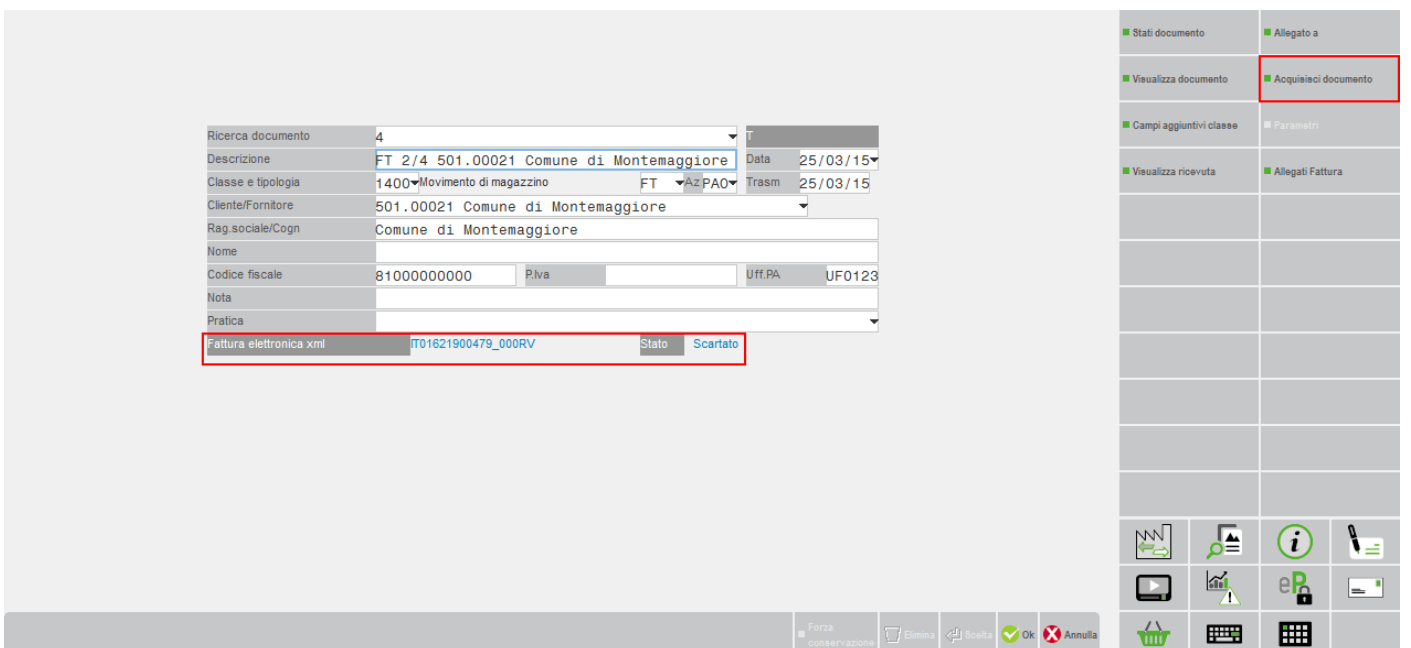 Stati documento
Allegato a
Visualizza documento
Acquisisci documento
Campi aggiuntivi classe
Parametri
Visualizza ricevuta
Allegati Fattura
Ricerca documento 4 T
Descrizione FT 2/4 501.00021 Comune di Montemaggiore Data 25/03/15
Classe e tipologia 1400 Movimento di magazzino FT Az PA0 Trasm 25/03/15
Cliente/Fornitore 501.00021 Comune di Montemaggiore
Rag.sociale/Cogn Comune di Montemaggiore
Nome
Codice fiscale 81000000000 P.Iva Uff.PA UF0123
Nota
Pratica
Fattura elettronica xml IT01621900479_000RV Stato Scartato
Forza
conservazione
Elimina
Scelta
Ok
Annulla